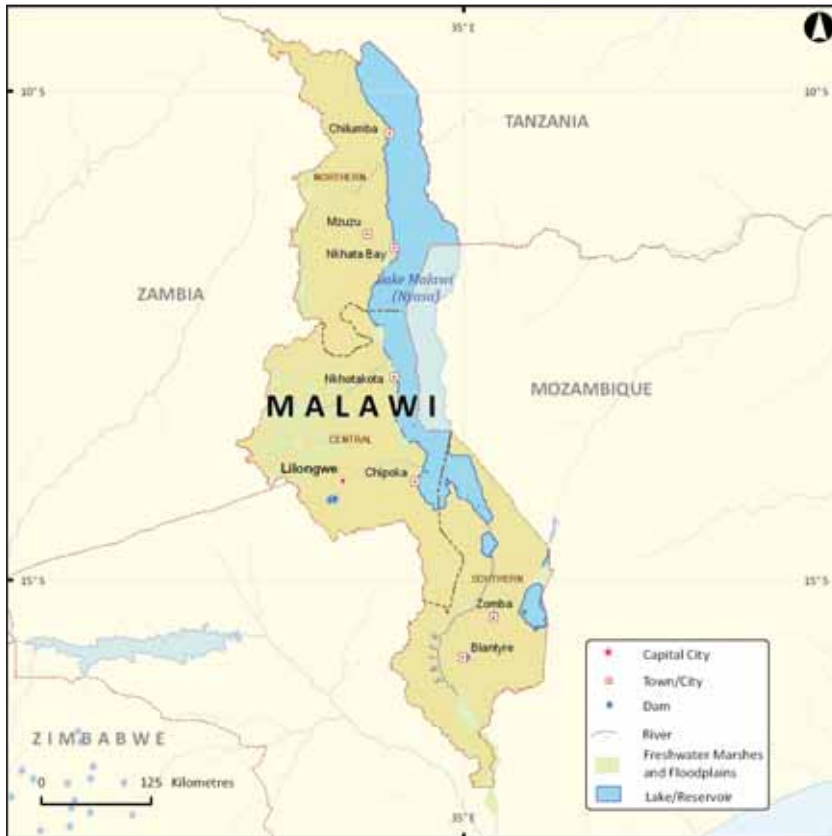 35° E
10° S
10° S
TANZANIA
Chilumba
NORTHERN
Mzuzu
Nkhata Bay
Lake Malawi
(Nyasa)
ZAMBIA
MOZAMBIQUE
Nkhotakota
MALAWI
CENTRAL
Lilongwe
Chipoka
15° S
15° S
SOUTHERN
Zomba
Blantyre
Shire
ZIMBABWE
0 125 Kilometres
35° E
Capital City
Town/City
Dam
River
Freshwater Marshes
and Floodplains
Lake/Reservoir